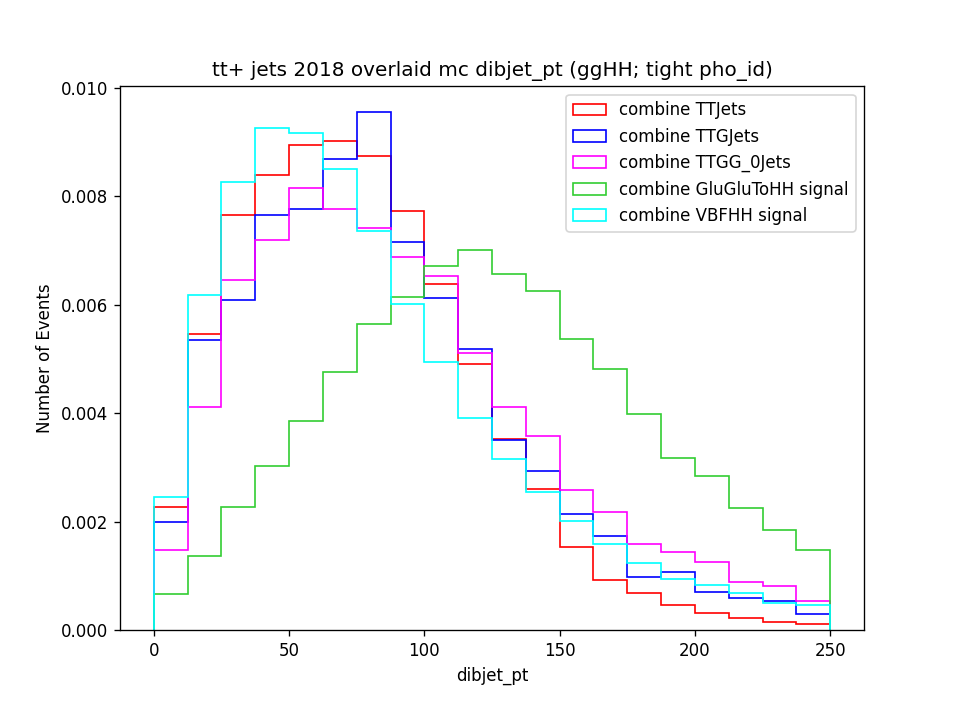 tt+ jets 2018 overlaid mc dibjet_pt (ggHH; tight pho_id)
combine TTJets
combine TTGJets
combine TTGG_0Jets
combine GluGluToHH signal
combine VBFHH signal
Number of Events
0.010
0.008
0.006
0.004
0.002
0.000
0 50 100 150 200 250
dibjet_pt